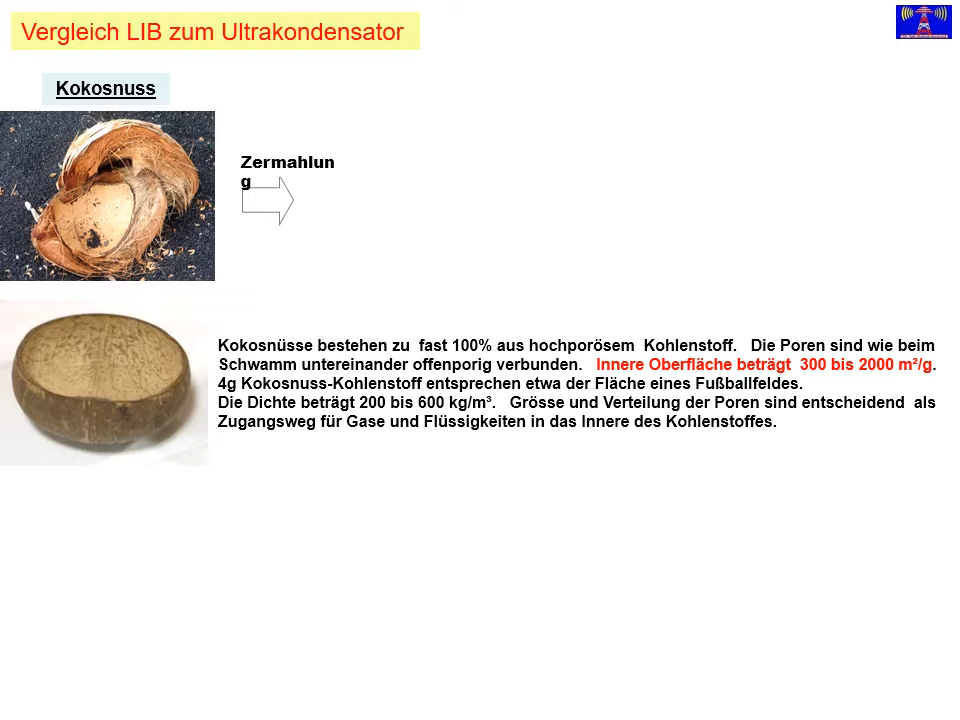 Vergleich LIB zum Ultrakondensator
Kokosnuss
Zermahlun
g
Kokosnüsse bestehen zu fast 100% aus hochporösem Kohlenstoff. Die Poren sind wie beim
Schwamm untereinander offenporig verbunden. Innere Oberfläche beträgt 300 bis 2000 m²/g.
4g Kokosnuss-Kohlenstoff entsprechen etwa der Fläche eines Fußballfeldes.
Die Dichte beträgt 200 bis 600 kg/m³. Grösse und Verteilung der Poren sind entscheidend als
Zugangsweg für Gase und Flüssigkeiten in das Innere des Kohlenstoffes.